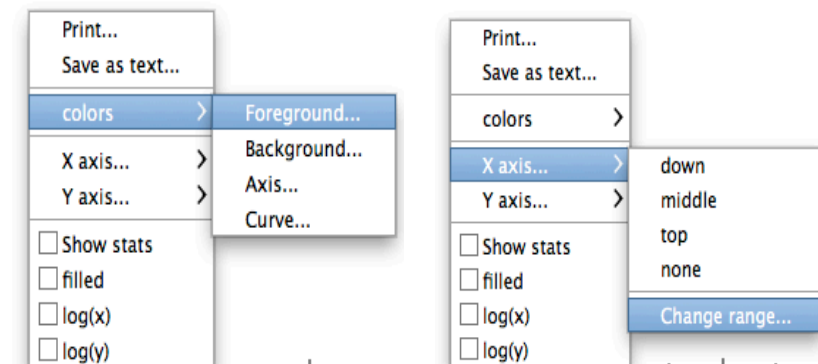 Print...
Save as text...
colors
Foreground...
Background...
Axis...
Curve...
X axis...
Y axis...
Show stats
filled
log(x)
log(y)
Print...
Save as text...
colors
X axis...
Y axis...
down
middle
top
none
Change range...
Show stats
filled
log(x)
log(y)